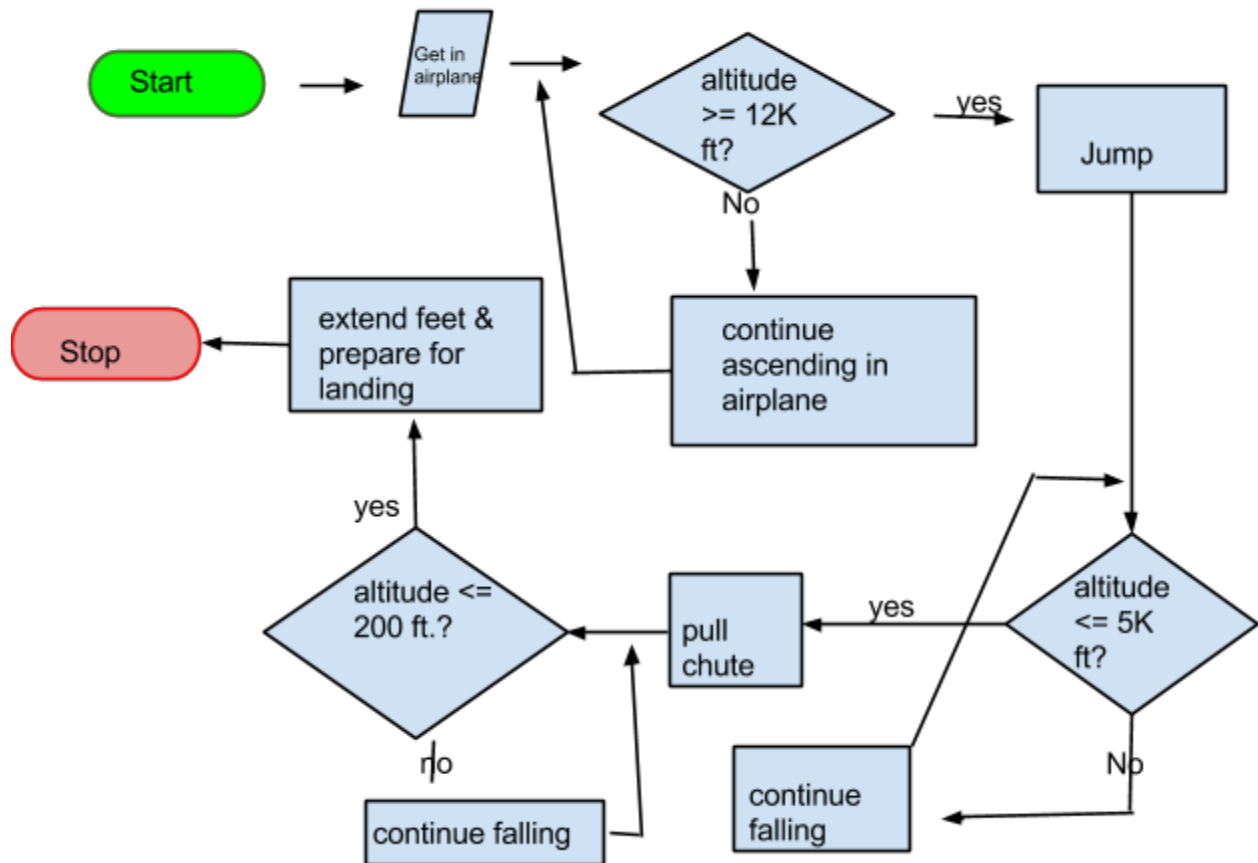 Start
Get in
airplane
altitude
>= 12K
ft?
yes
Jump
No
continue
ascending in
airplane
extend feet &
prepare for
landing
Stop
yes
altitude <=
200 ft.?
pull
chute
yes
altitude
<= 5K
ft?
no
continue falling
continue
falling
No